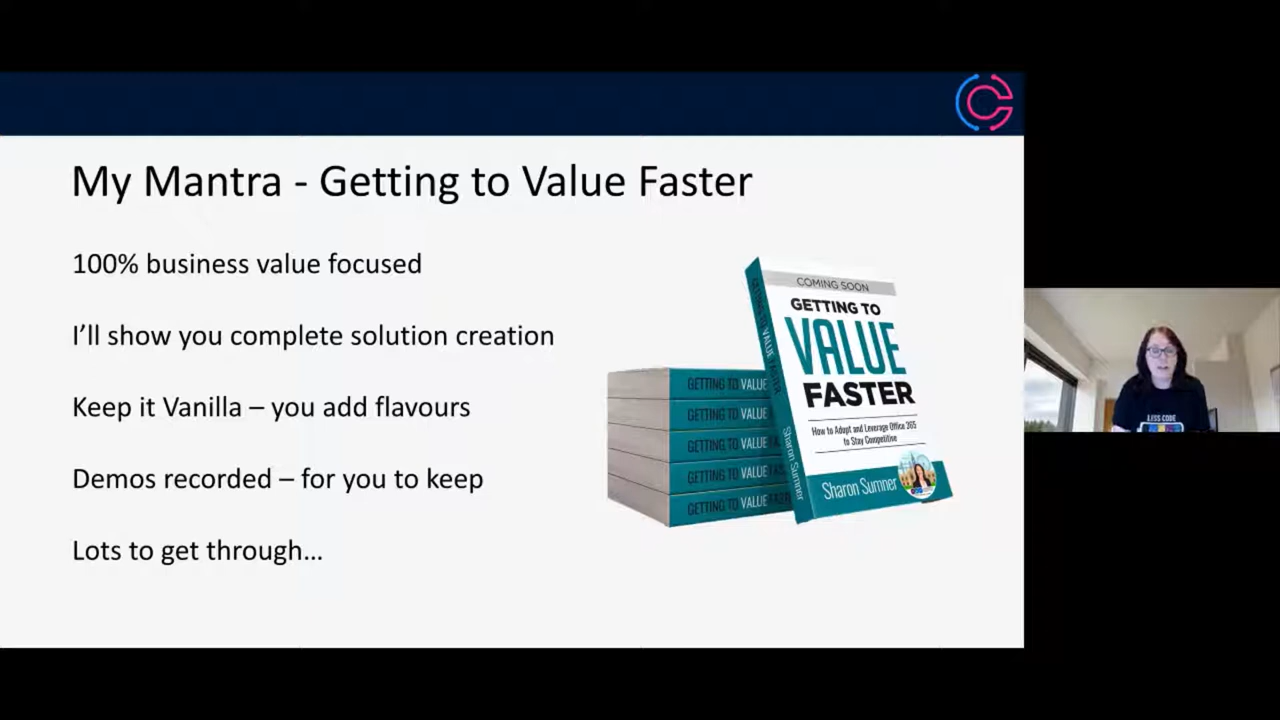 My Mantra - Getting to Value Faster
100% business value focused
I’ll show you complete solution creation
Keep it Vanilla – you add flavours
Demos recorded – for you to keep
Lots to get through…
COMING SOON
GETTING TO
VALUE
FASTER
How to Adopt and Leverage Office 365
to Stay Competitive
Sharon Sumner
GETTING TO VALUE FASTER
Sharon Sumner
GETTING TO VALUE
GETTING TO VALUE
GETTING TO VALUE
GETTING TO VALUE
GETTING TO VALUE
LESS CODE